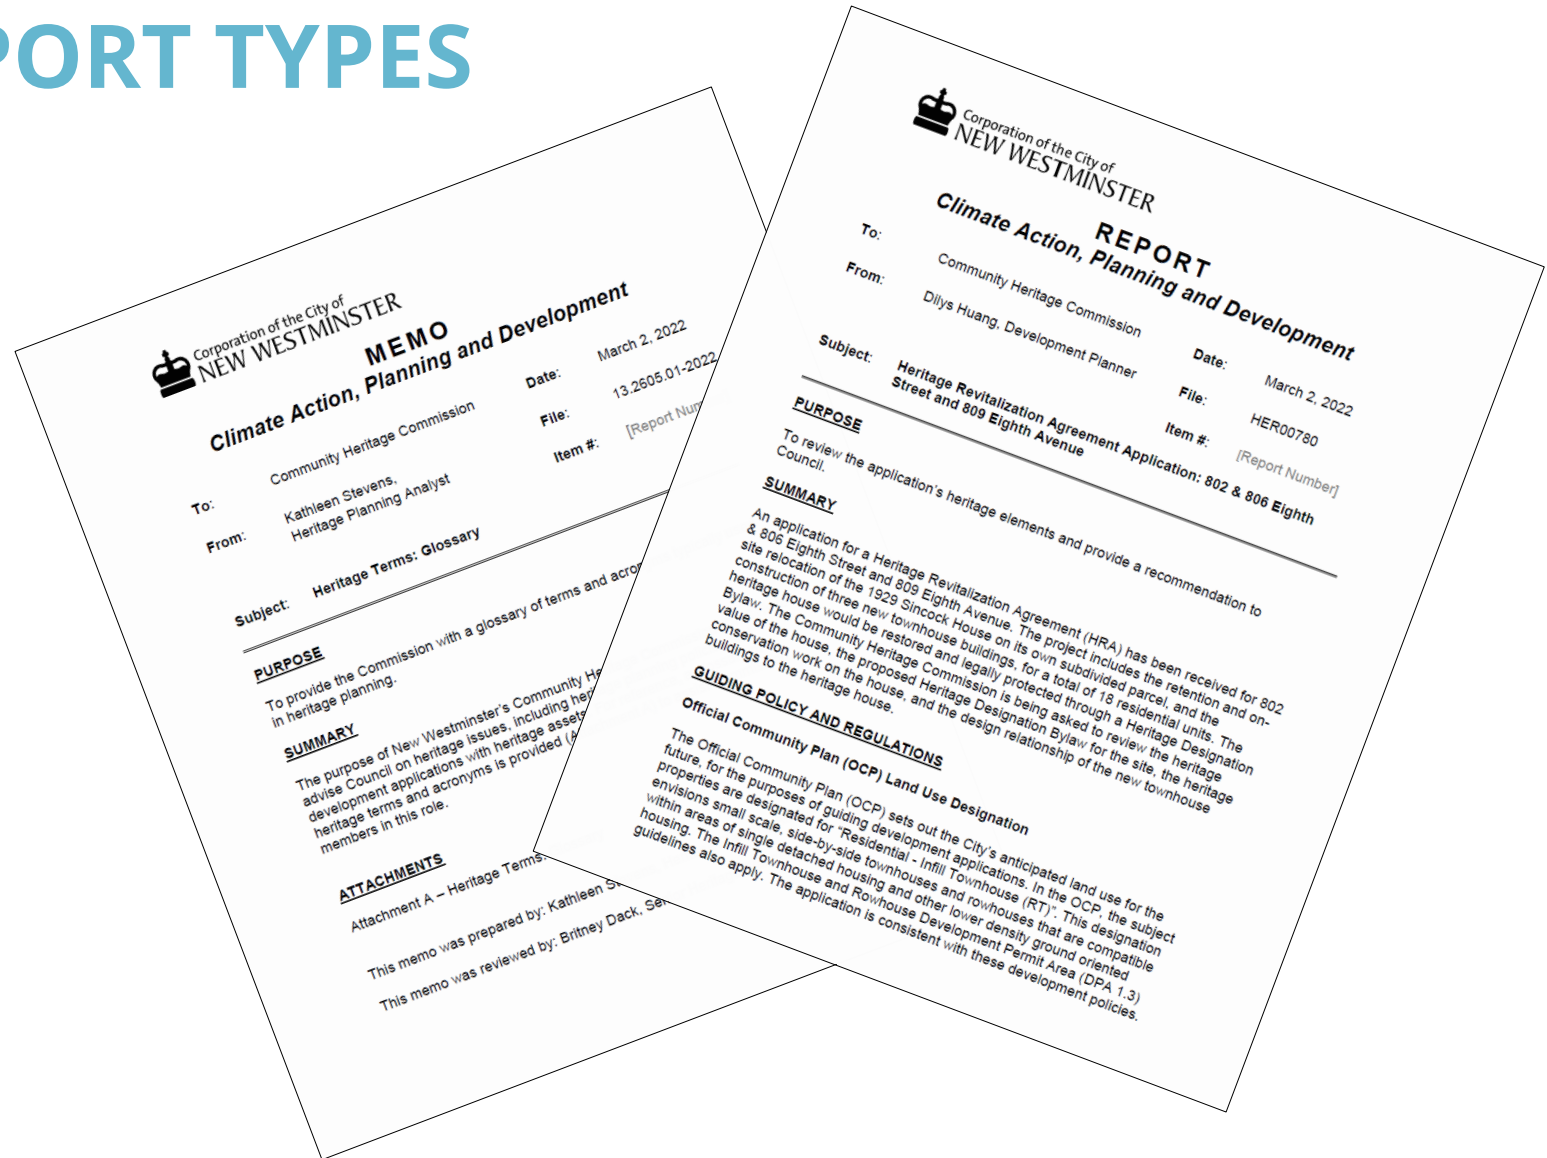 PORT TYPES
Corporation of the City of
NEW WESTMINSTER
MEMO
Climate Action, Planning and Development
To:
Community Heritage Commission
Date:
March 2, 2022
From:
Kathleen Stevens,
Heritage Planning Analyst
File:
13.2605.01-2022
Item #:
[Report Num
Subject:
Heritage Terms: Glossary
PURPOSE
To provide the Commission with a glossary of terms and acron
in heritage planning.
SUMMARY
The purpose of New Westminster's Community He
advise Council on heritage issues, including heri
development applications with heritage assets
heritage terms and acronyms is provided (A
members in this role.
ATTACHMENTS
Attachment A – Heritage Terms:
This memo was prepared by: Kathleen St
This memo was reviewed by: Britney Dack, Sen
Corporation of the City of
NEW WESTMINSTER
REPORT
Climate Action, Planning and Development
To:
Community Heritage Commission
Date:
March 2, 2022
From:
Dilys Huang, Development Planner
File:
HER00780
Item #:
[Report Number]
Subject:
Heritage Revitalization Agreement Application: 802 & 806 Eighth
Street and 809 Eighth Avenue
PURPOSE
To review the application's heritage elements and provide a recommendation to
Council.
SUMMARY
An application for a Heritage Revitalization Agreement (HRA) has been received for 802
& 806 Eighth Street and 809 Eighth Avenue. The project includes the retention and on-
site relocation of the 1929 Sincock House on its own subdivided parcel, and the
construction of three new townhouse buildings, for a total of 18 residential units. The
heritage house would be restored and legally protected through a Heritage Designation
Bylaw. The Community Heritage Commission is being asked to review the heritage
value of the house, the proposed Heritage Designation Bylaw for the site, the heritage
conservation work on the house, and the design relationship of the new townhouse
buildings to the heritage house.
GUIDING POLICY AND REGULATIONS
Official Community Plan (OCP) Land Use Designation
The Official Community Plan (OCP) sets out the City's anticipated land use for the
future, for the purposes of guiding development applications. In the OCP, the subject
properties are designated for "Residential - Infill Townhouse (RT)". This designation
envisions small scale, side-by-side townhouses and rowhouses that are compatible
within areas of single detached housing and other lower density ground oriented
housing. The Infill Townhouse and Rowhouse Development Permit Area (DPA 1.3)
guidelines also apply. The application is consistent with these development policies.